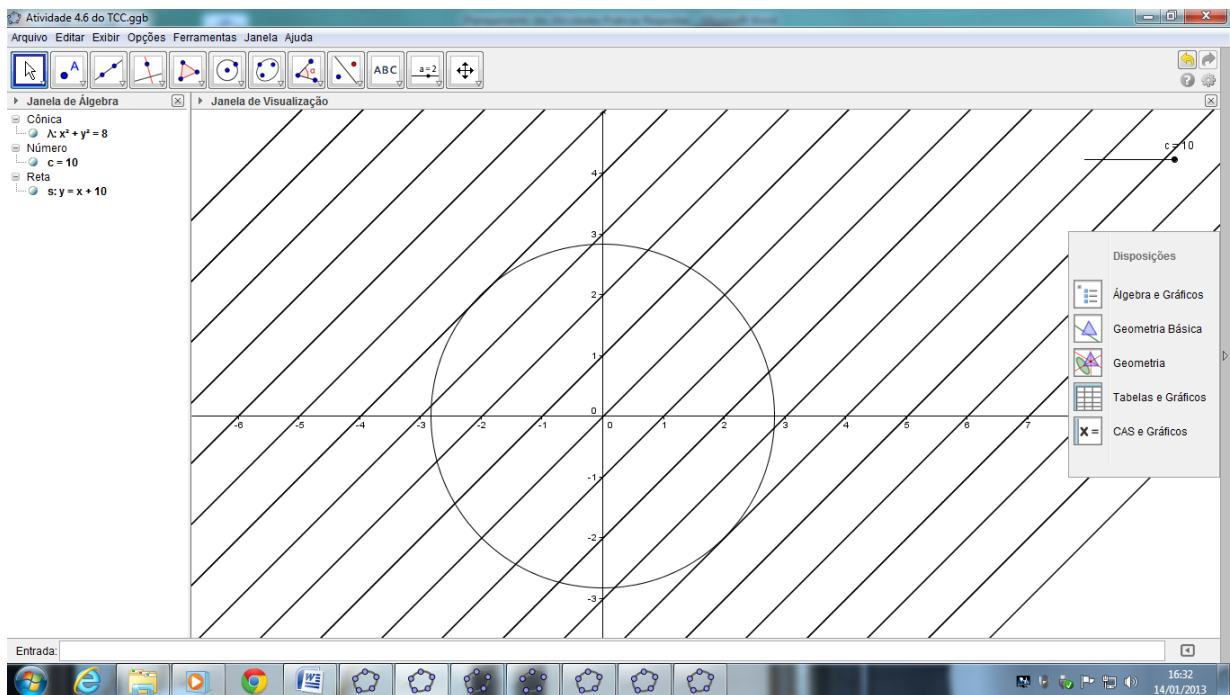 Atividade 4.6 do TCC.ggb
Arquivo Editar Exibir Opções Ferramentas Janela Ajuda
A
α
ABC
a=2
Janela de Álgebra
Janela de Visualização
Cônica
Λ: x² + y² = 8
Número
c = 10
Reta
s: y = x + 10
c = 10
4
3
2
1
0
-6 -5 -4 -3 -2 -1 0 1 2 3 4 5 6 7
-1
-2
-3
Disposições
Álgebra e Gráficos
Geometria Básica
Geometria
Tabelas e Gráficos
X =
CAS e Gráficos
Entrada:
16:32
14/01/2013